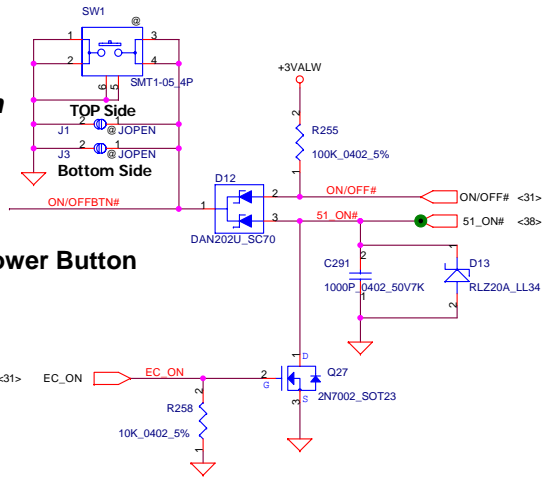 SW1
@
1 3
2 4
6 5
SMT1-05_4P
TOP Side
2 1
J1 @ JOPEN
2 1
J3 @ JOPEN
Bottom Side
+3VALW
2
R255
100K_0402_5%
1
D12
ON/OFFBTN# 1
2 ON/OFF# ON/OFF# <31>
3 51_ON# 51_ON# <38>
DAN202U_SC70
ower Button
2
C291
1000P_0402_50V7K
1
1
D13
RLZ20A_LL34
2
<31> EC_ON EC_ON 2
G
1 D
Q27
2N7002_SOT23
3 S
2
R258
10K_0402_5%
1